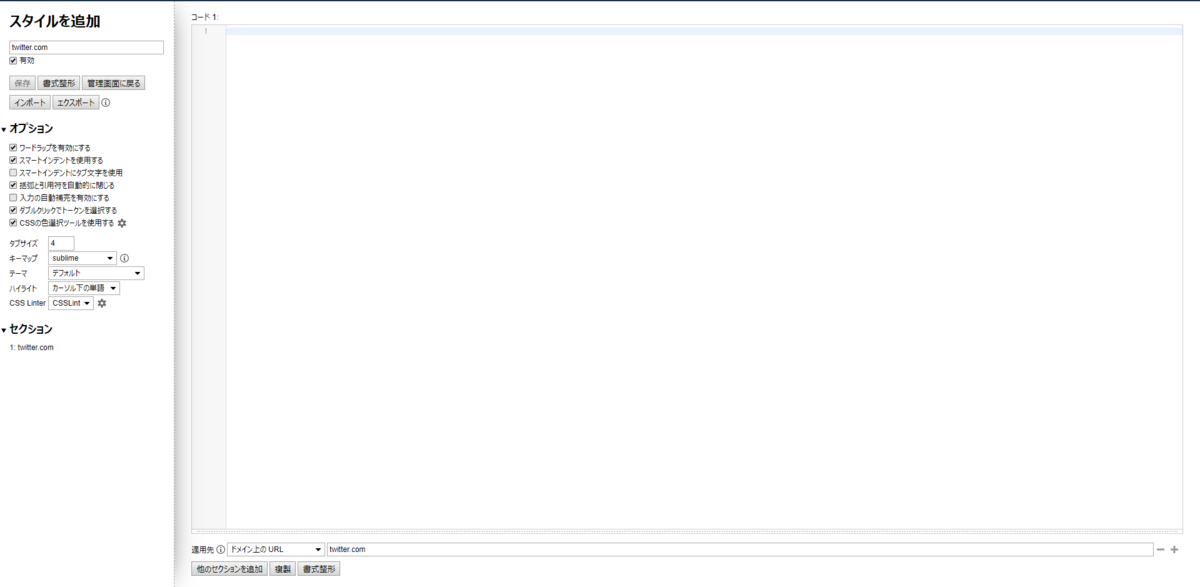 スタイルを追加
twitter.com
有効
保存 書式整形 管理画面に戻る
インポート エクスポート
オプション
ワードラップを有効にする
スマートインデントを使用する
スマートインデントにタブ文字を使用
括弧と引用符を自動的に閉じる
入力の自動補完を有効にする
ダブルクリックでトークンを選択する
CSSの色選択ツールを使用する
タブサイズ 4
キーマップ sublime
テーマ デフォルト
ハイライト カーソル下の単語
CSS Linter CSSLint
セクション
1: twitter.com
コード 1:
1
適用先 ドメイン上の URL twitter.com
他のセクションを追加 複製 書式整形